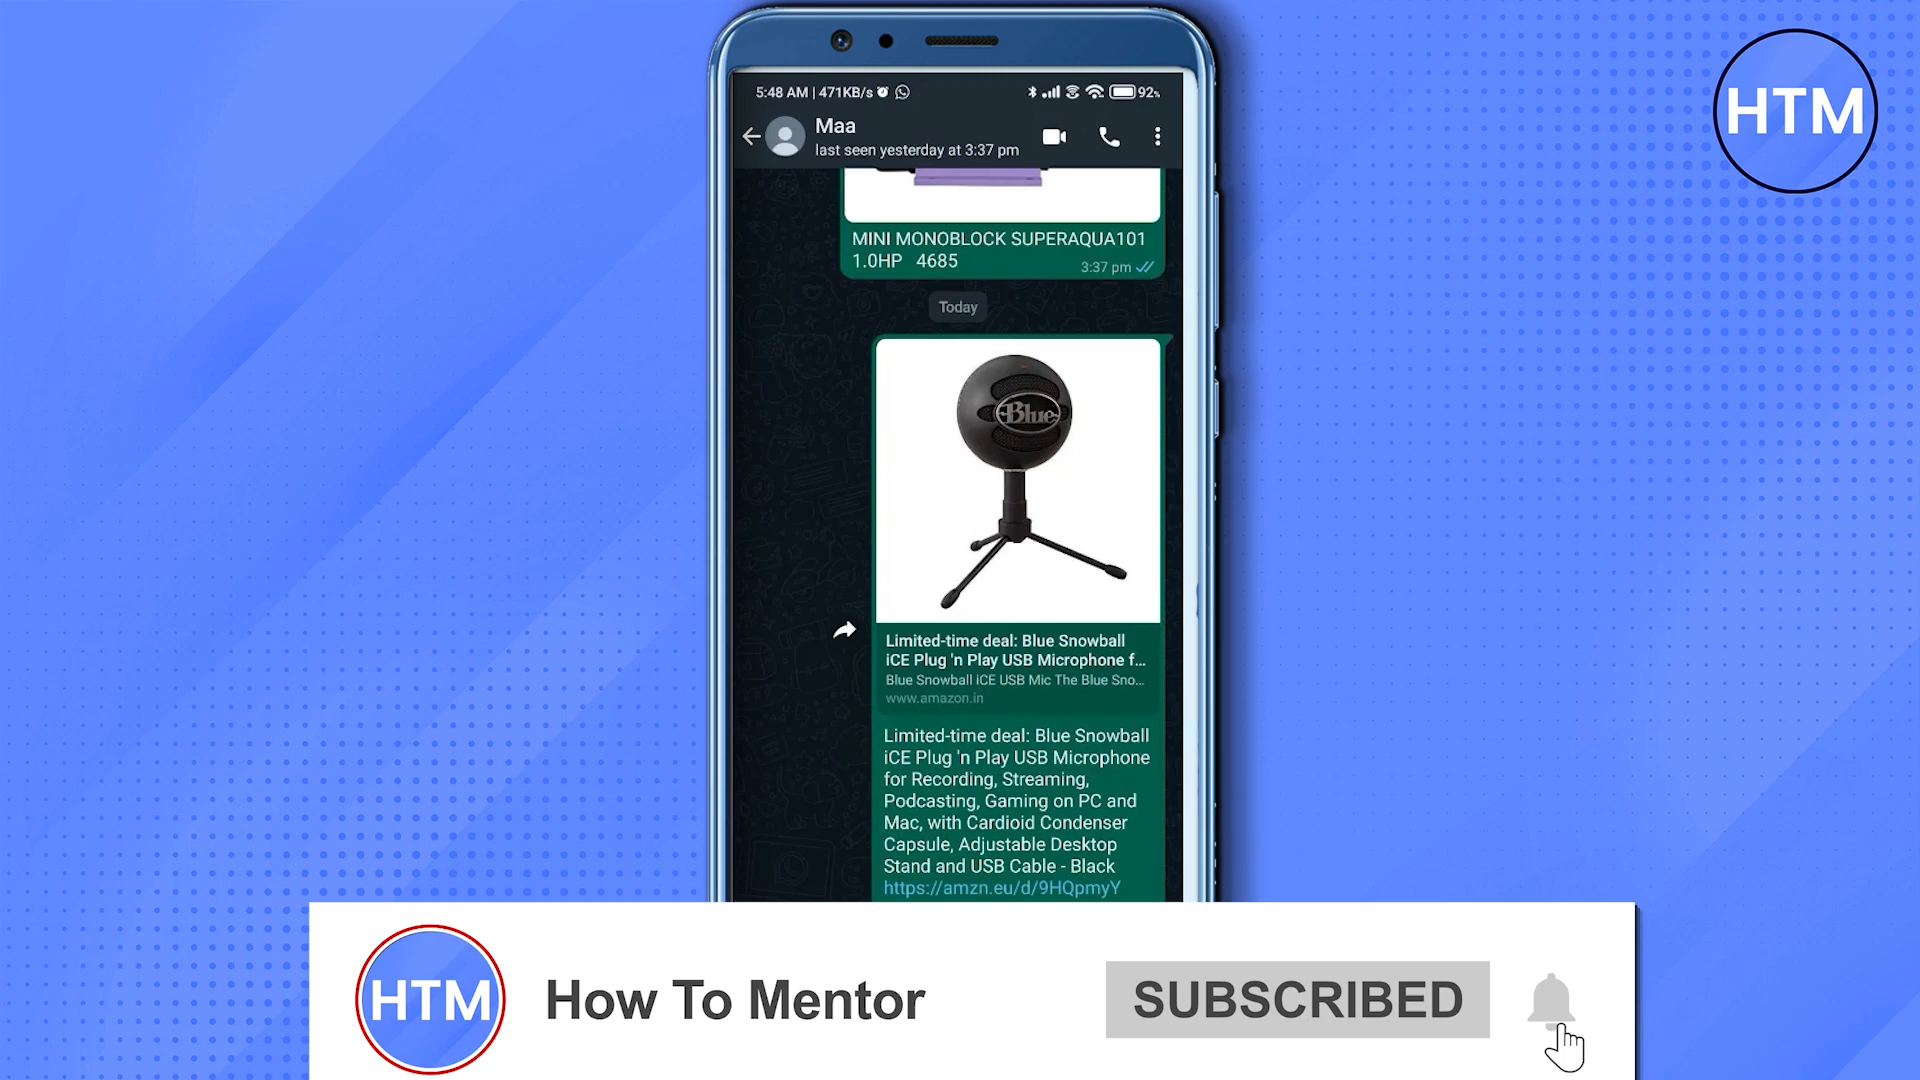 HTM
5:48 AM | 471KB/s
92%
Maa
last seen yesterday at 3:37 pm
MINI MONOBLOCK SUPERAQUA101
1.0HP 4685
3:37 pm
Today
Blue
Limited-time deal: Blue Snowball
iCE Plug 'n Play USB Microphone f...
Blue Snowball iCE USB Mic The Blue Sno...
www.amazon.in
Limited-time deal: Blue Snowball
iCE Plug 'n Play USB Microphone
for Recording, Streaming,
Podcasting, Gaming on PC and
Mac, with Cardioid Condenser
Capsule, Adjustable Desktop
Stand and USB Cable - Black
https://amzn.eu/d/9HQpmyY
HTM
How To Mentor
SUBSCRIBED